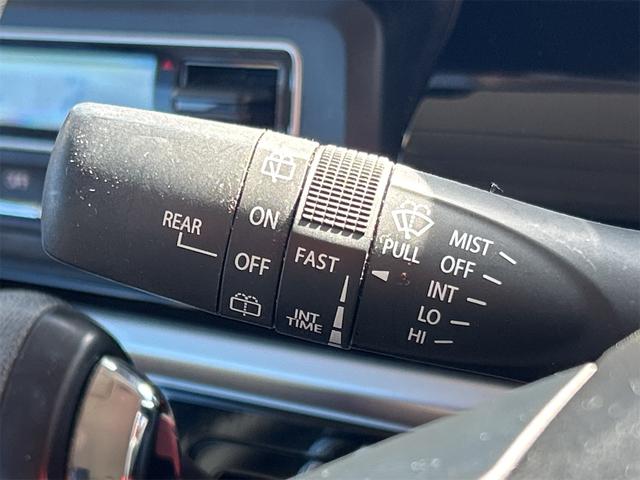 REAR
ON
OFF
FAST
INT
TIME
PULL
MIST
OFF
INT
LO
HI